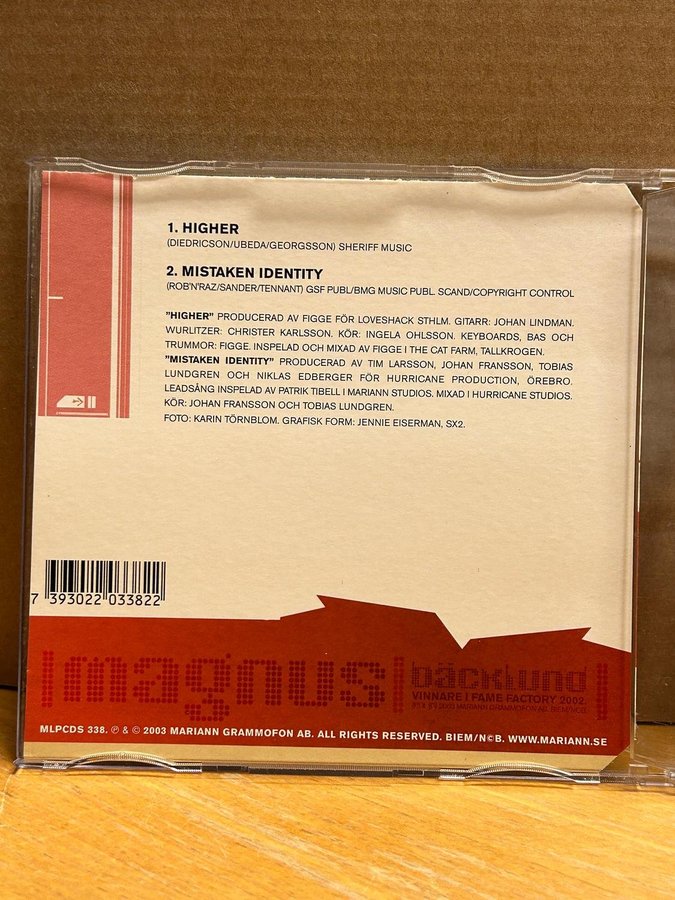 1. HIGHER
(DIEDRICSON/UBEDA/GEORGSSON) SHERIFF MUSIC
2. MISTAKEN IDENTITY
(ROB'N'RAZ/SANDER/TENNANT) GSF PUBL/BMG MUSIC PUBL. SCAND/COPYRIGHT CONTROL
"HIGHER" PRODUCERAD AV FIGGE FÖR LOVESHACK STHLM. GITARR: JOHAN LINDMAN.
WURLITZER: CHRISTER KARLSSON. KÖR: INGELA OHLSSON. KEYBOARDS, BAS OCH
TRUMMOR: FIGGE. INSPELAD OCH MIXAD AV FIGGE I THE CAT FARM, TALLKROGEN.
"MISTAKEN IDENTITY" PRODUCERAD AV TIM LARSSON, JOHAN FRANSSON, TOBIAS
LUNDGREN OCH NIKLAS EDBERGER FÖR HURRICANE PRODUCTION, ÖREBRO.
LEADSÅNG INSPELAD AV PATRIK TIBELL I MARIANN STUDIOS. MIXAD I HURRICANE STUDIOS.
KÖR: JOHAN FRANSSON OCH TOBIAS LUNDGREN.
FOTO: KARIN TÖRNBLOM. GRAFISK FORM: JENNIE EISERMAN, SX2.
7 393022 033822
magnus bäcklund
VINNARE I FAME FACTORY 2002.
2003 MARIANN GRAMMOFON AB. BIEM/NCB.
MLPCDS 338. ℗ & © 2003 MARIANN GRAMMOFON AB. ALL RIGHTS RESERVED. BIEM/N©B. WWW.MARIANN.SE